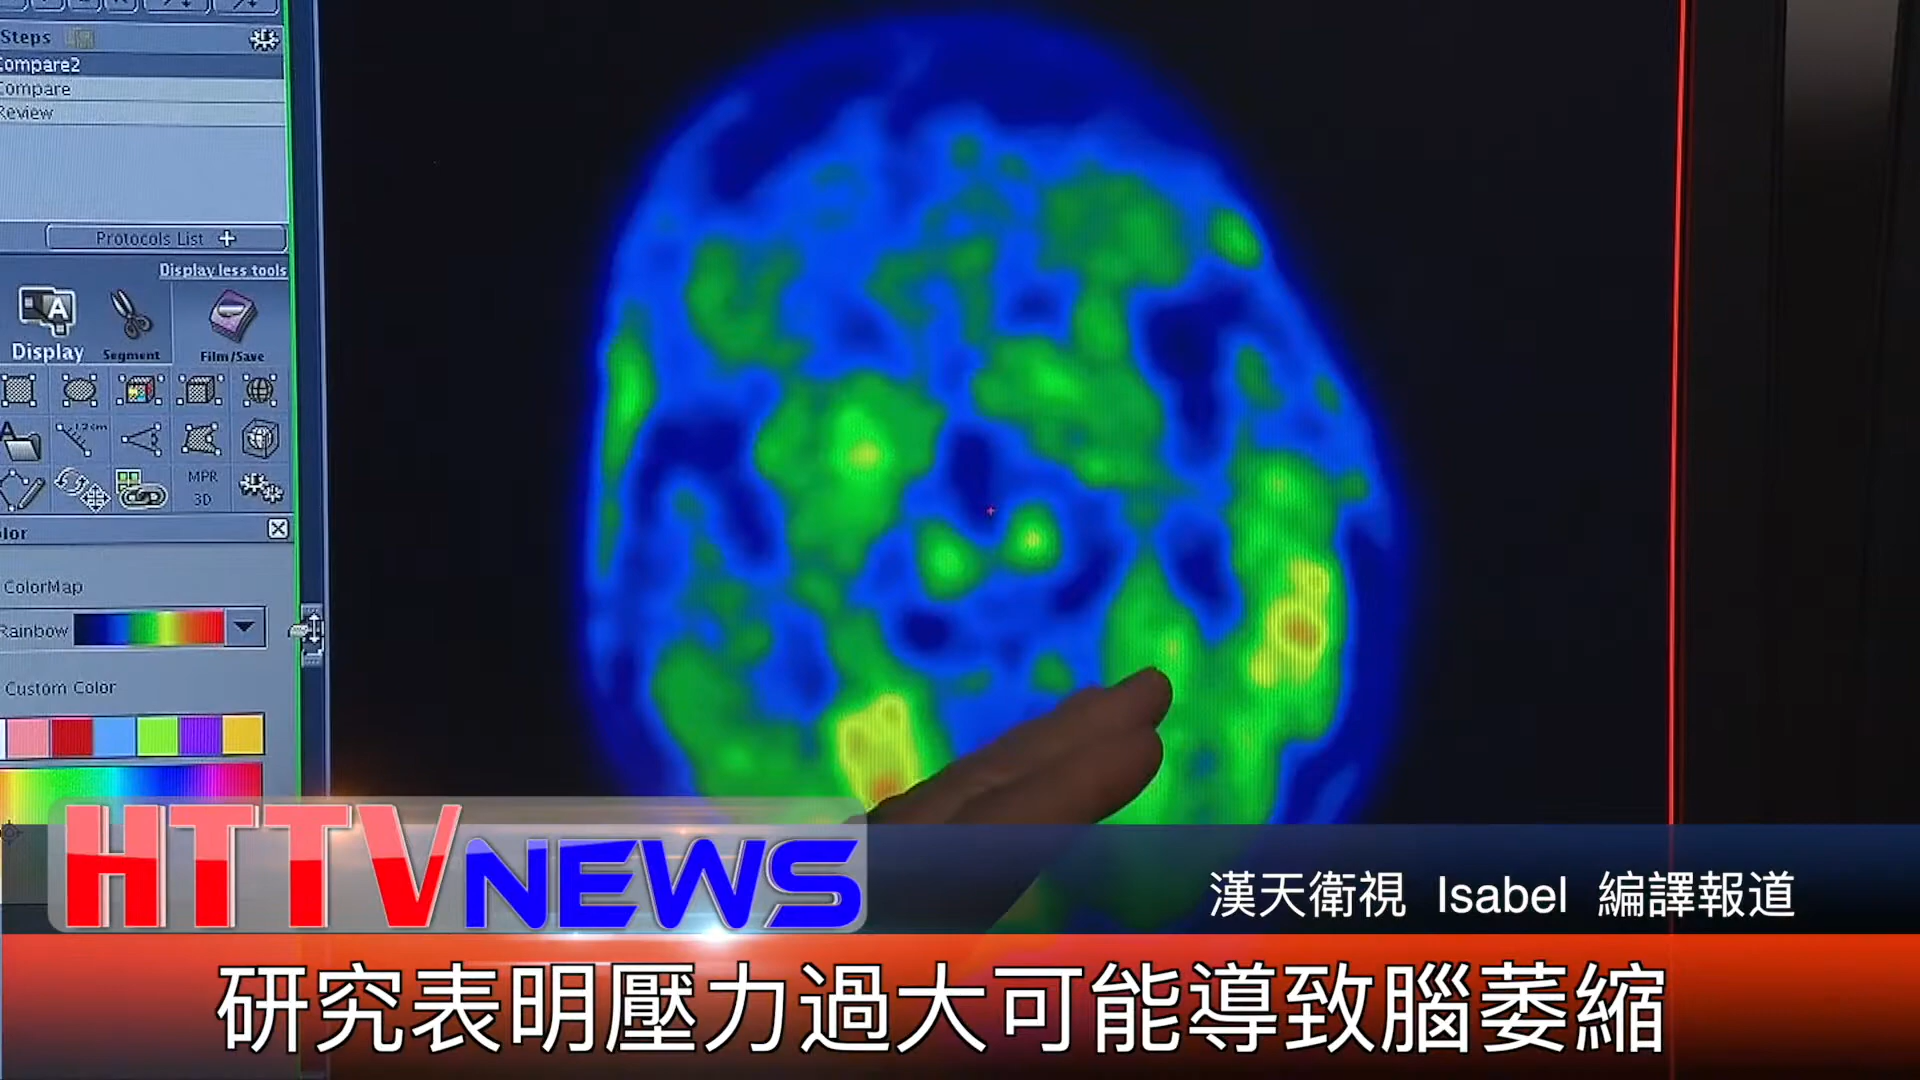 Steps
Compare2
Compare
Review
Protocols List +
Display less tools
A
Display
Segment
Film/Save
A
MPR
3D
ColorMap
Rainbow
Custom Color
HTTV NEWS
漢天衛視 Isabel 編譯報道
研究表明壓力過大可能導致腦萎縮